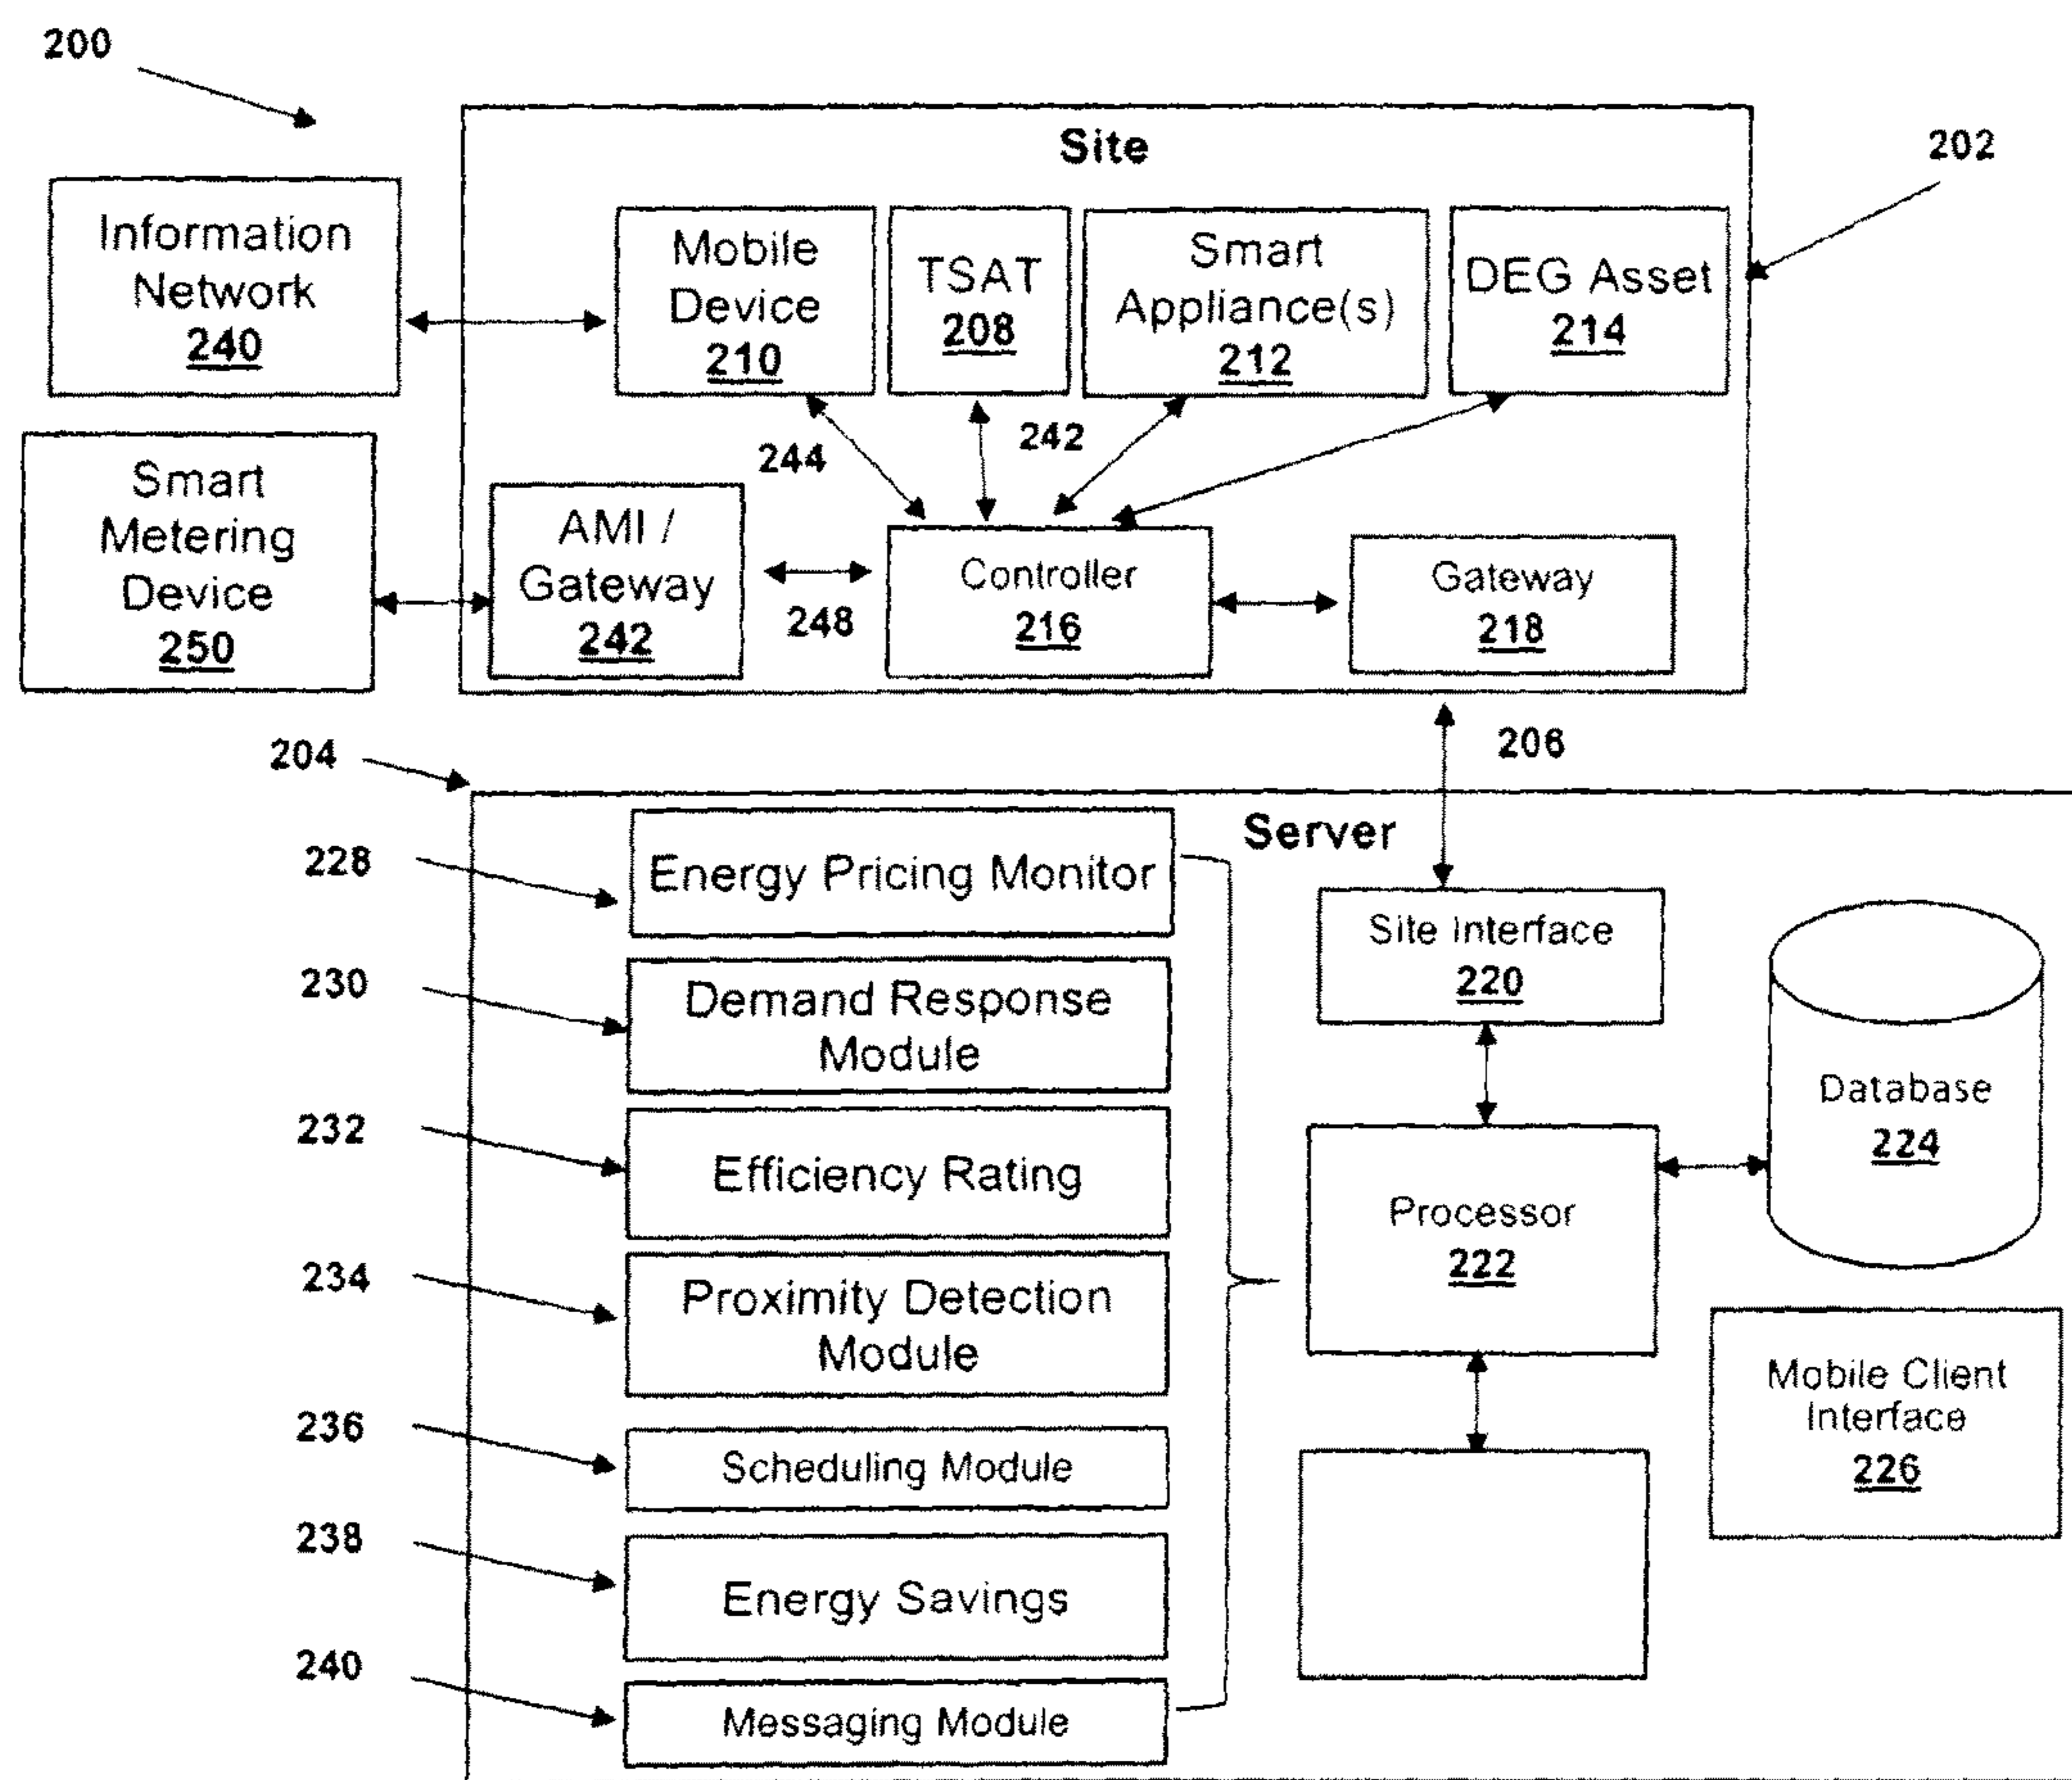 200
Site
202
Information
Network
240
Mobile
Device
210
TSAT
208
Smart
Appliance(s)
212
DEG Asset
214
244
242
Smart
Metering
Device
250
AMI /
Gateway
242
248
Controller
216
Gateway
218
206
204
Server
228
Energy Pricing Monitor
230
Demand Response
Module
232
Efficiency Rating
234
Proximity Detection
Module
236
Scheduling Module
238
Energy Savings
240
Messaging Module
Site Interface
220
Processor
222
Database
224
Mobile Client
Interface
226